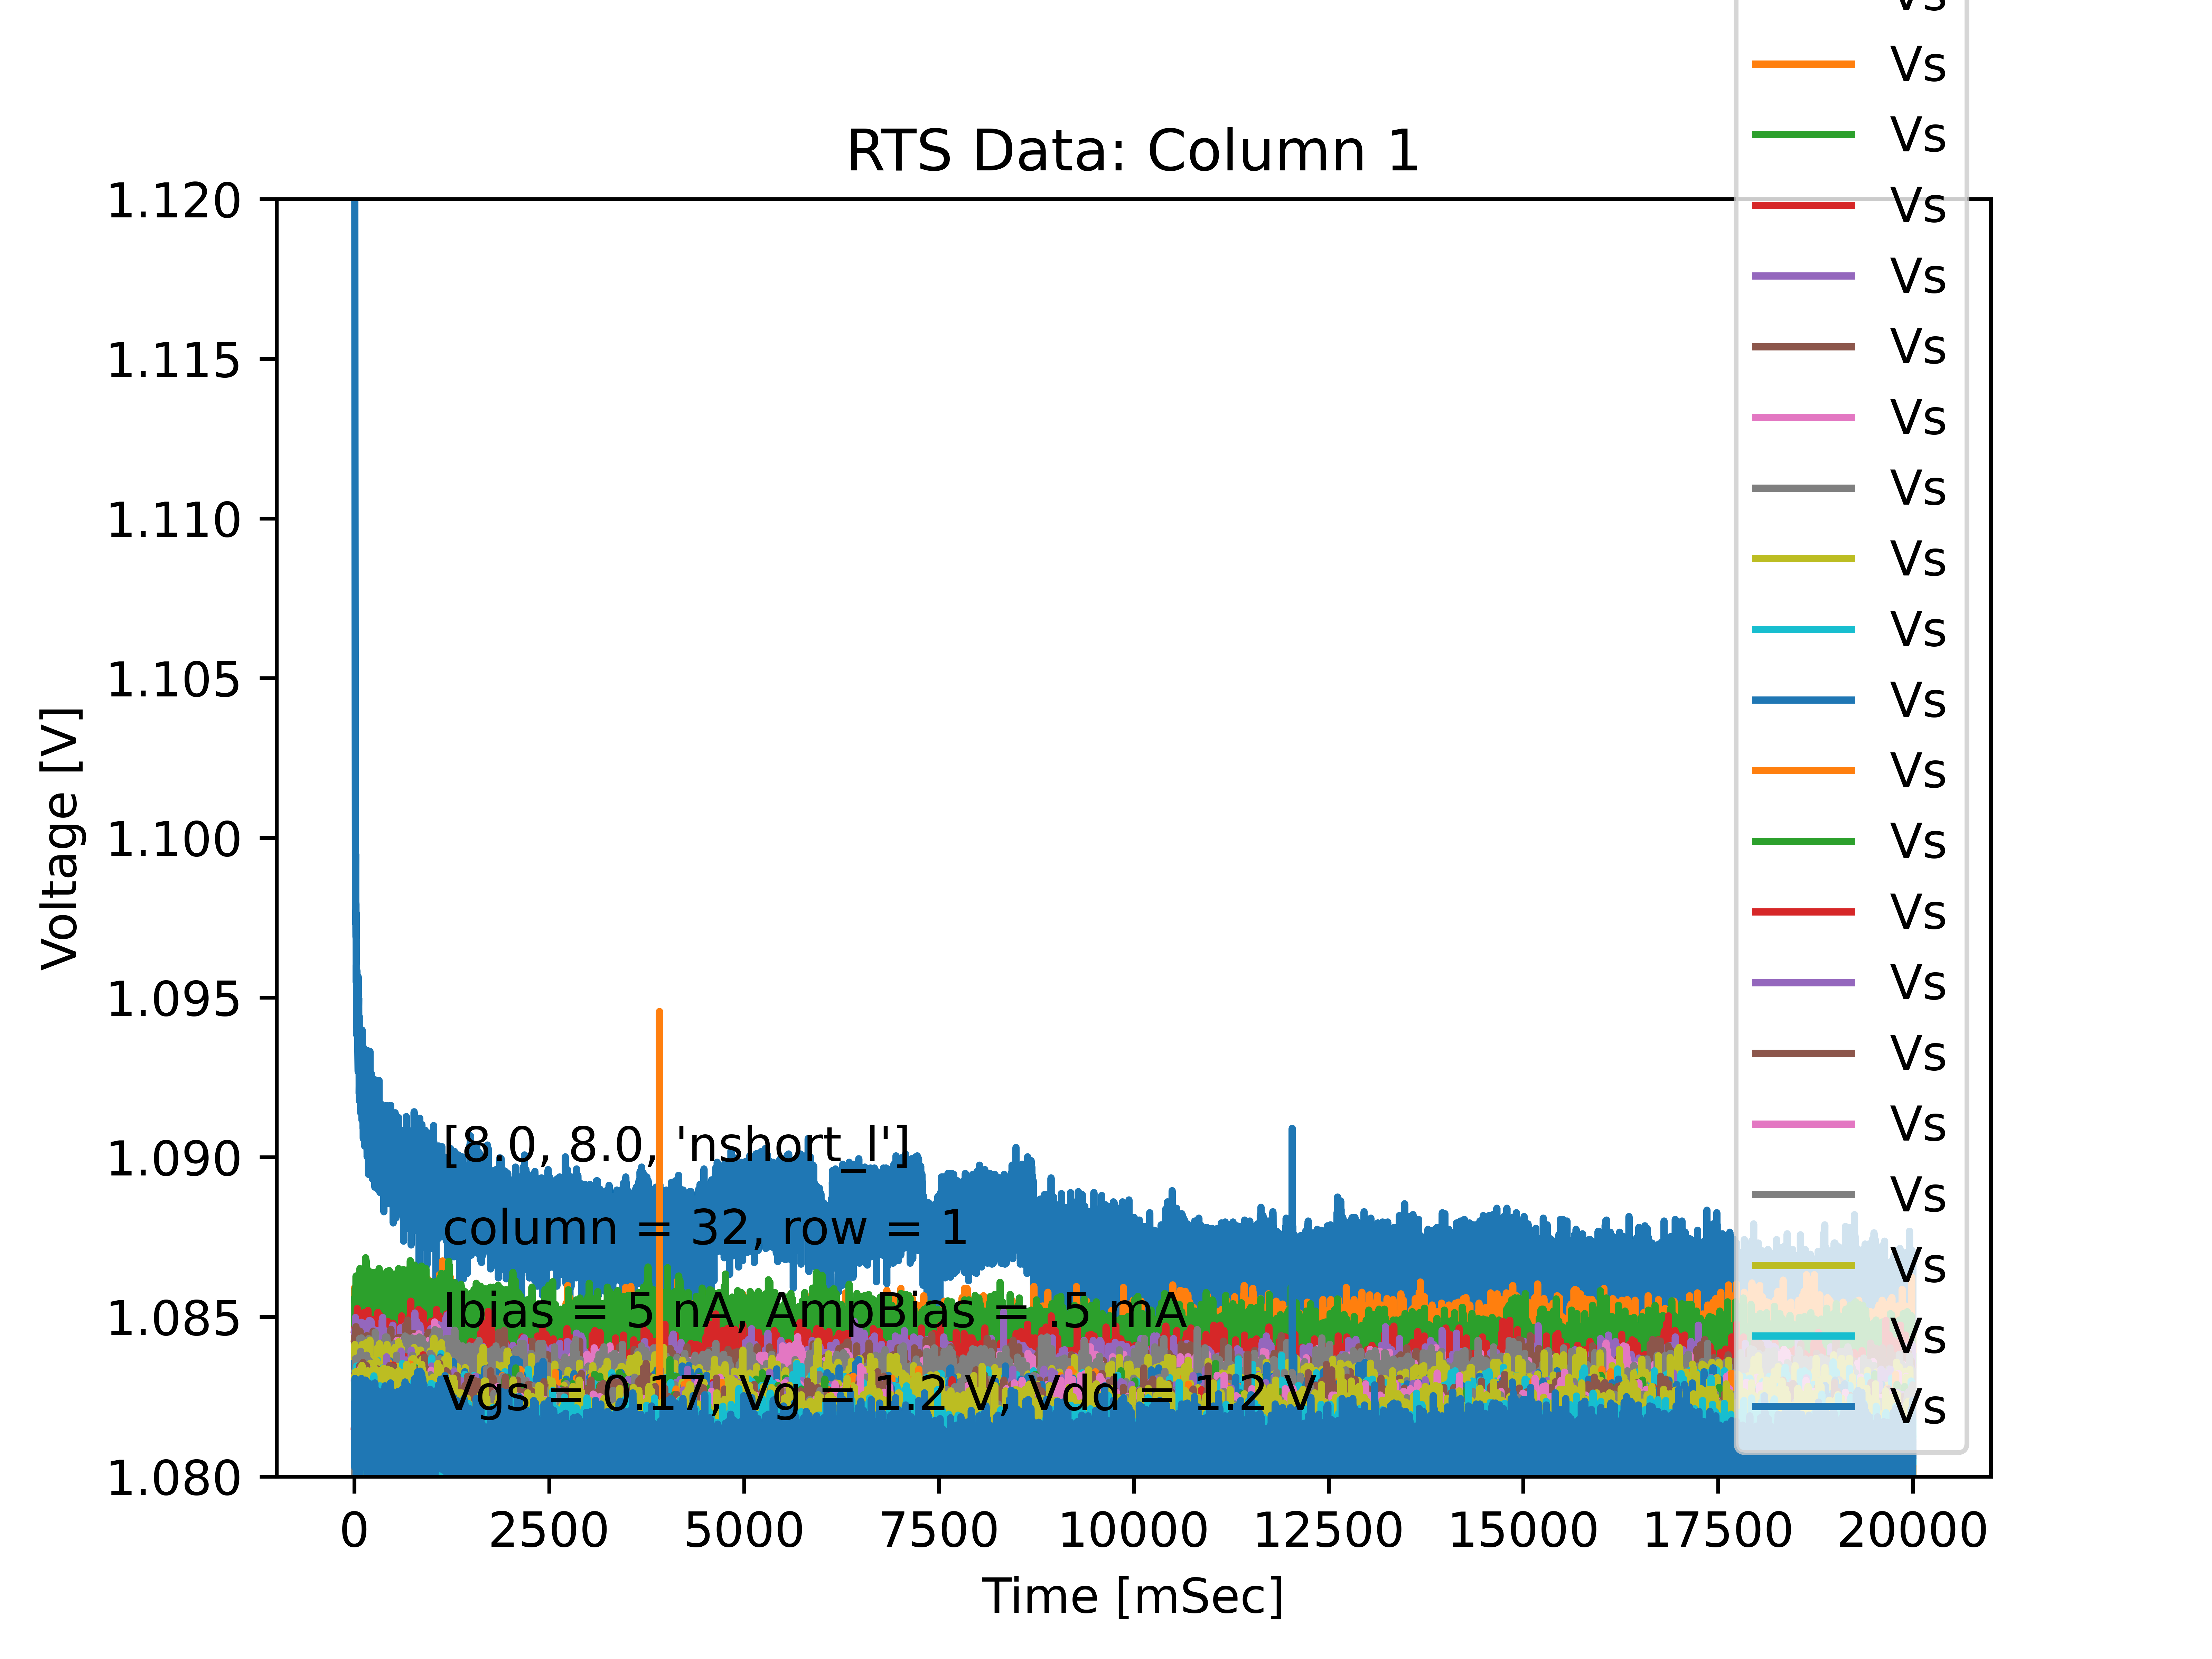 Vs
Vs
Vs
RTS Data: Column 1
1.120
Vs
Vs
1.115
Vs
Vs
1.110
Vs
Vs
1.105
Vs
Vs
Voltage [V]
Vs
1.100
Vs
Vs
1.095
Vs
Vs
[8.0, 8.0, 'nshort_l']
1.090
Vs
Vs
column = 32, row = 1
Vs
1.085
Ibias = 5 nA, AmpBias = .5 mA
Vs
Vgs = 0.17, Vg = 1.2 V, Vdd = 1.2 V
Vs
1.080
0 2500 5000 7500 10000 12500 15000 17500 20000
Time [mSec]